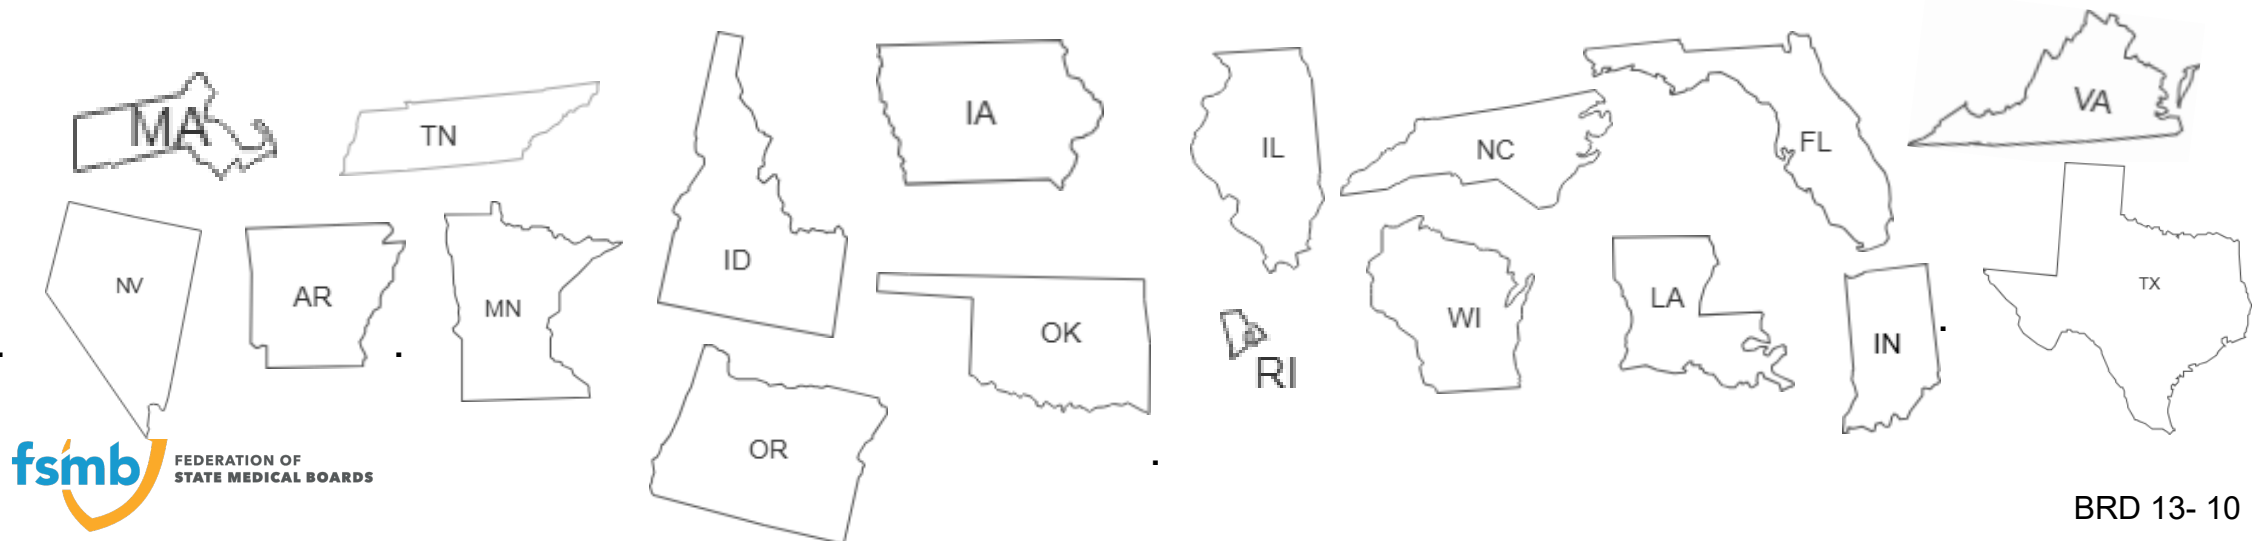 MA
TN
IA
IL
NC
FL
VA
NV
AR
MN
ID
OK
RI
WI
LA
IN
TX
OR
fsmb
FEDERATION OF
STATE MEDICAL BOARDS
BRD 13- 10